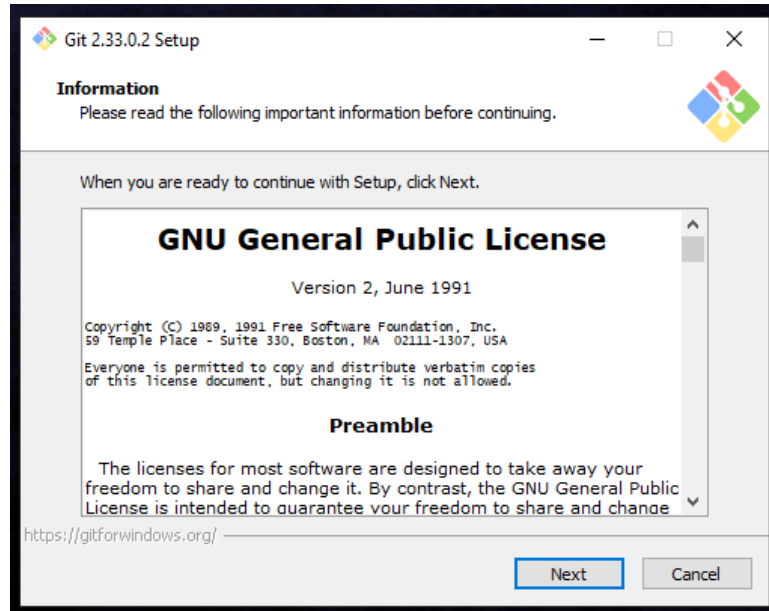 Git 2.33.0.2 Setup
Information
Please read the following important information before continuing.
When you are ready to continue with Setup, click Next.
GNU General Public License
Version 2, June 1991
Copyright (C) 1989, 1991 Free Software Foundation, Inc.
59 Temple Place - Suite 330, Boston, MA  02111-1307, USA
Everyone is permitted to copy and distribute verbatim copies
of this license document, but changing it is not allowed.
Preamble
The licenses for most software are designed to take away your
freedom to share and change it. By contrast, the GNU General Public
License is intended to guarantee your freedom to share and change
https://gitforwindows.org/
Next
Cancel